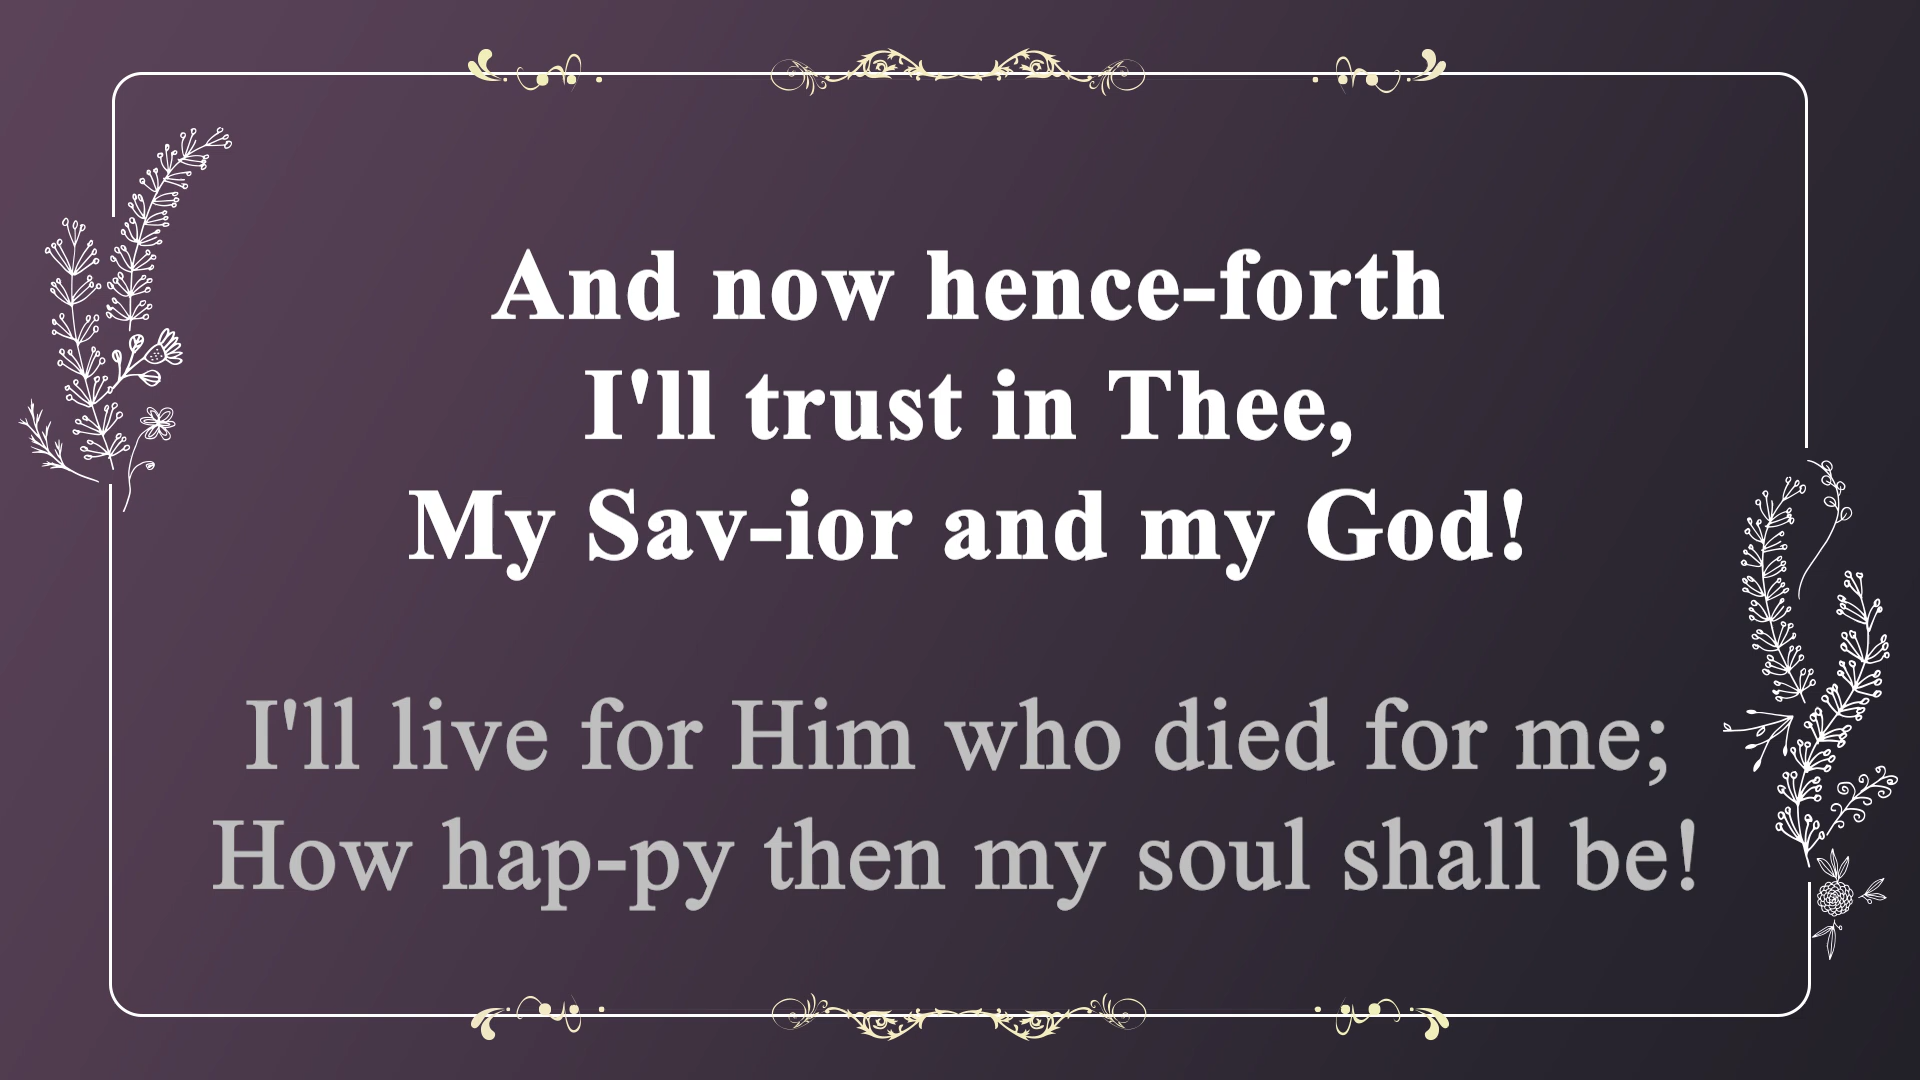 And now hence-forth
I'll trust in Thee,
My Sav-ior and my God!
I'll live for Him who died for me;
How hap-py then my soul shall be!